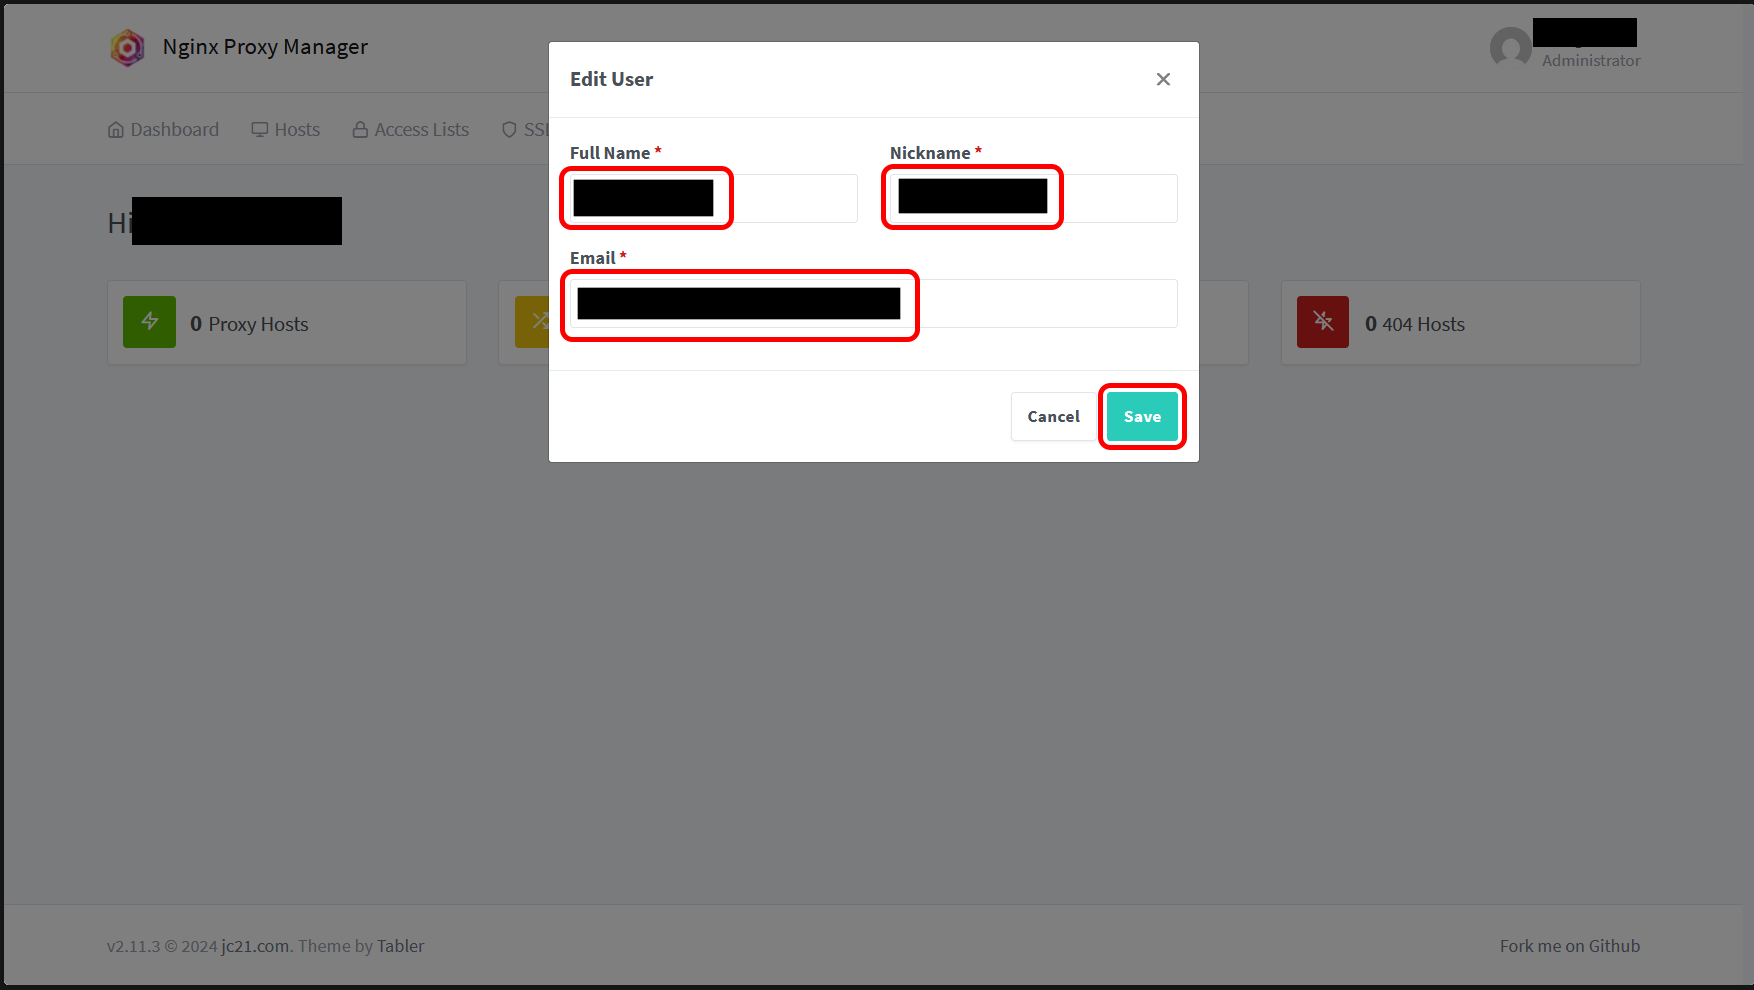 Nginx Proxy Manager
Administrator
Dashboard
Hosts
Access Lists
SSL
Hi
0 Proxy Hosts
0 404 Hosts
Edit User
×
Full Name *
Nickname *
Email *
Cancel
Save
v2.11.3 © 2024 jc21.com. Theme by Tabler
Fork me on Github